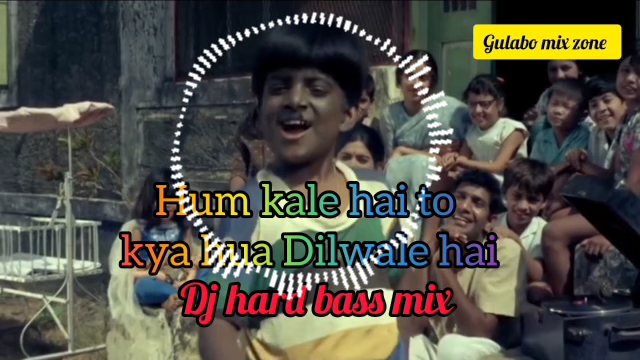 Gulabo mix zone
Hum kale hai to
kya hua Dilwale hai
Dj hard bass mix